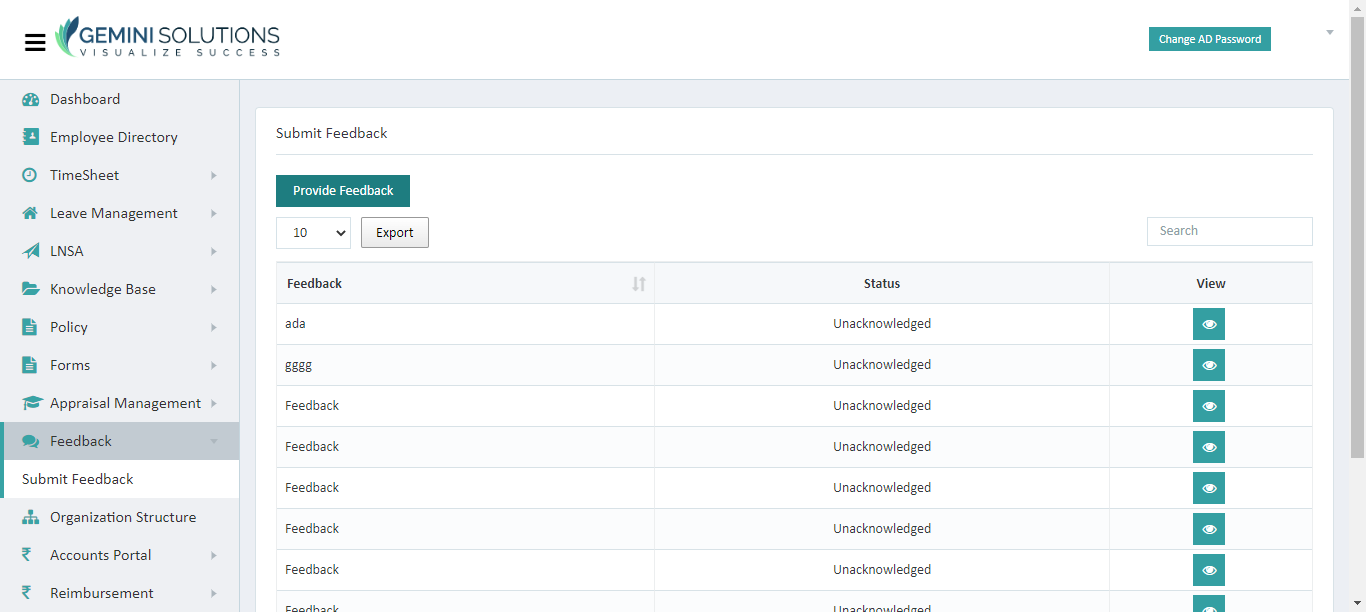 GEMINI SOLUTIONS
VISUALIZE SUCCESS
Change AD Password
Dashboard
Employee Directory
TimeSheet
Leave Management
LNSA
Knowledge Base
Policy
Forms
Appraisal Management
Feedback
Submit Feedback
Organization Structure
Accounts Portal
Reimbursement
Submit Feedback
Provide Feedback
10 Export Search
Feedback Status View
ada Unacknowledged
gggg Unacknowledged
Feedback Unacknowledged
Feedback Unacknowledged
Feedback Unacknowledged
Feedback Unacknowledged
Feedback Unacknowledged
Feedback Unacknowledged